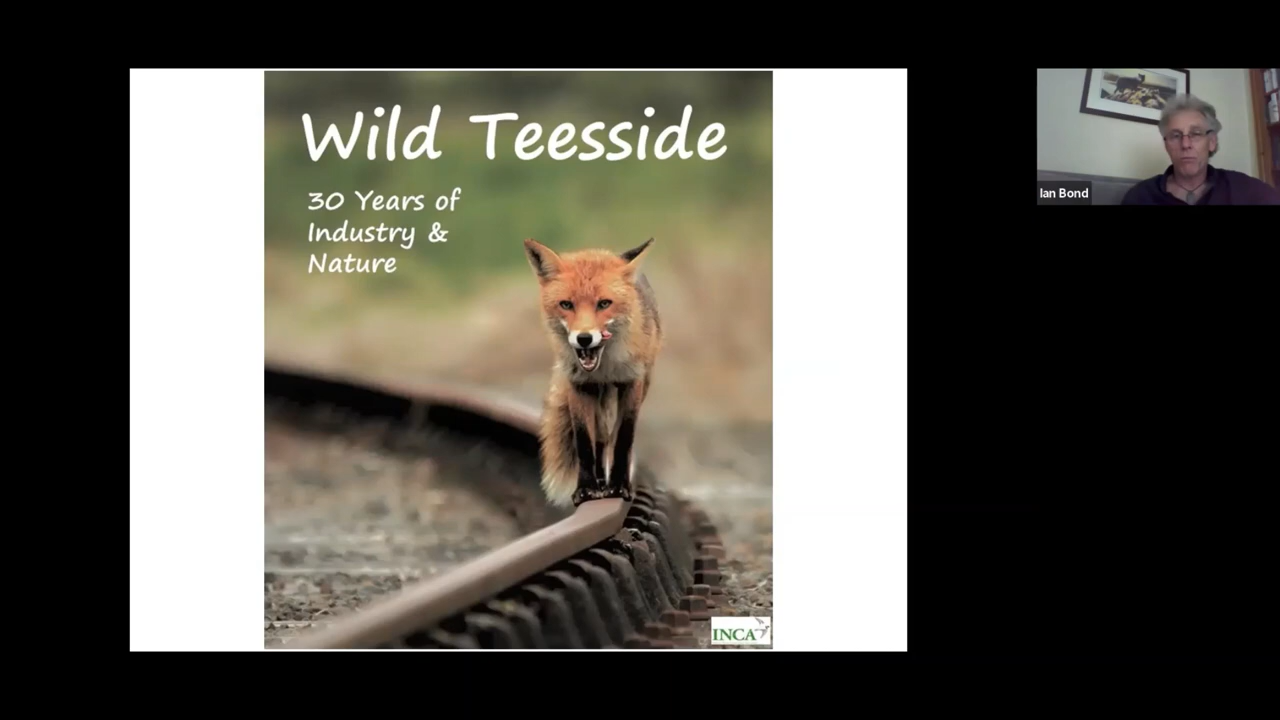 Wild Teesside
30 Years of
Industry &
Nature
INCA
Ian Bond